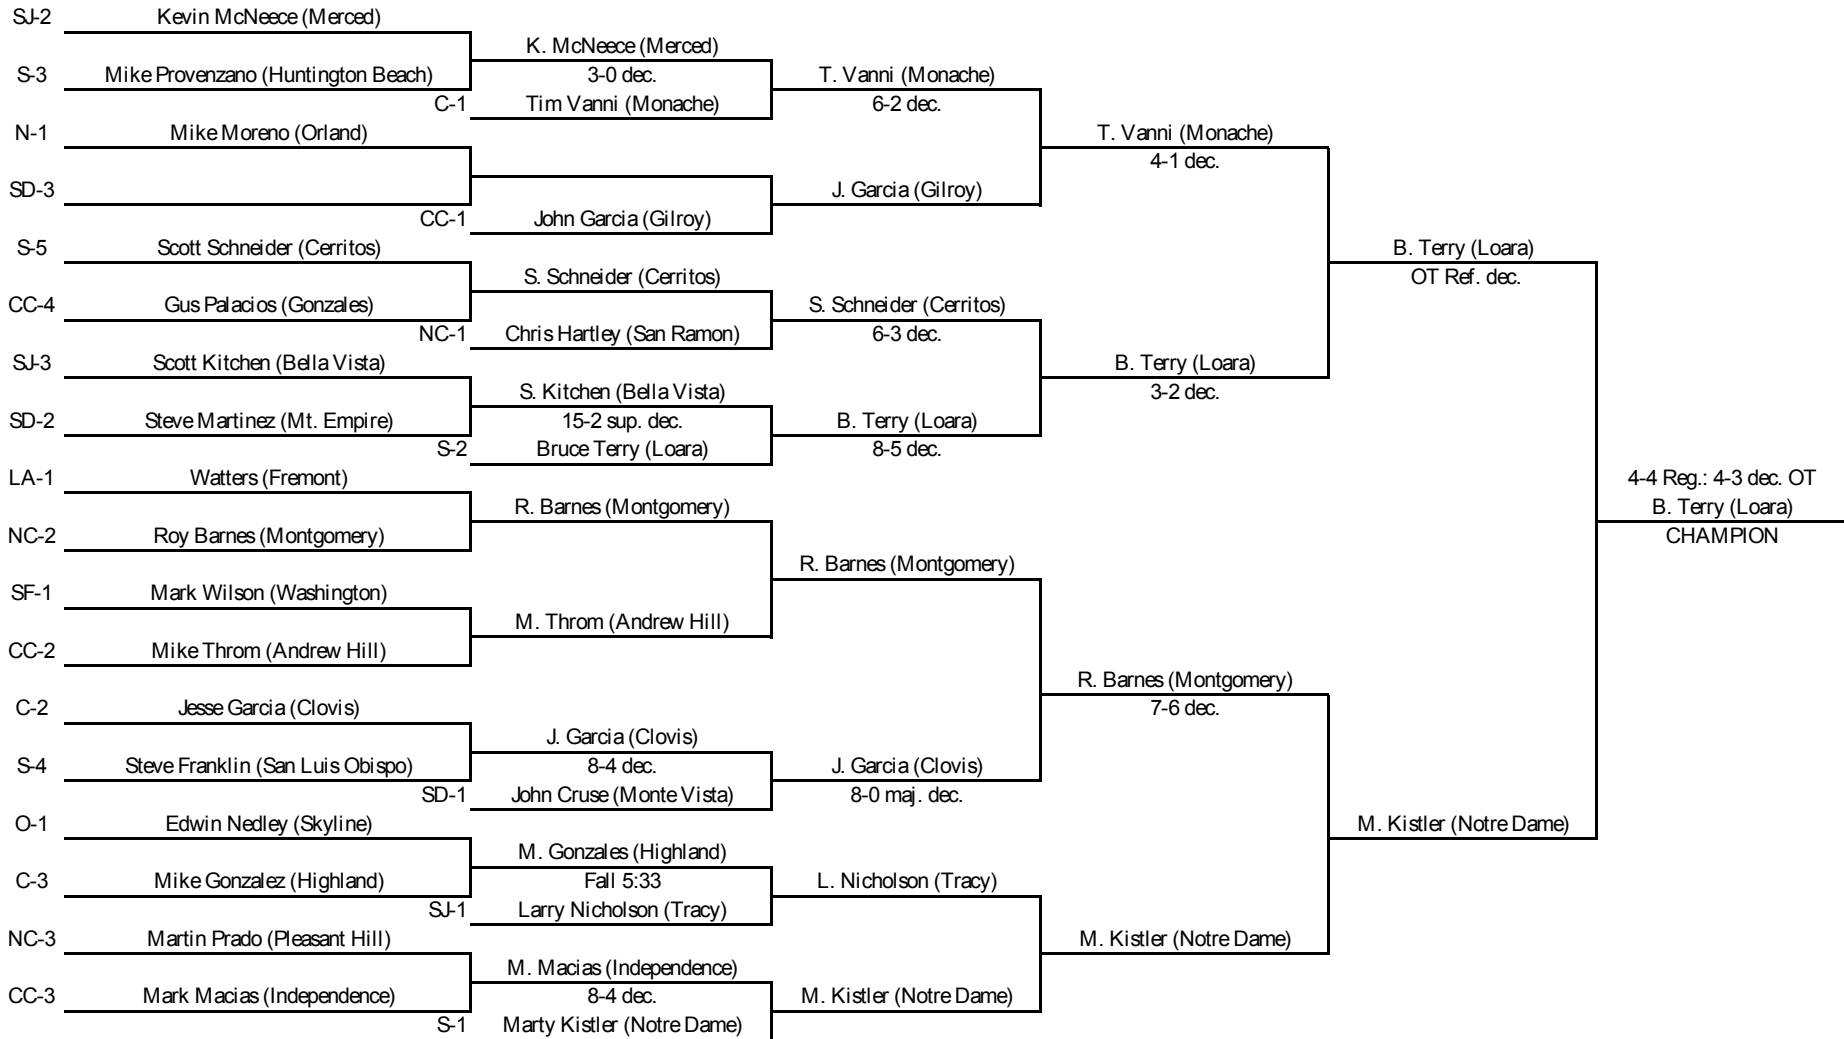 SJ-2 Kevin McNeece (Merced)
K. McNeece (Merced)
S-3 Mike Provenzano (Huntington Beach) 3-0 dec. T. Vanni (Monache)
C-1 Tim Vanni (Monache) 6-2 dec.
N-1 Mike Moreno (Orland) T. Vanni (Monache)
4-1 dec.
SD-3 J. Garcia (Gilroy)
CC-1 John Garcia (Gilroy)
S-5 Scott Schneider (Cerritos) B. Terry (Loara)
S. Schneider (Cerritos) OT Ref. dec.
CC-4 Gus Palacios (Gonzales) S. Schneider (Cerritos)
NC-1 Chris Hartley (San Ramon) 6-3 dec.
SJ-3 Scott Kitchen (Bella Vista) B. Terry (Loara)
S. Kitchen (Bella Vista) 3-2 dec.
SD-2 Steve Martinez (Mt. Empire) 15-2 sup. dec. B. Terry (Loara)
S-2 Bruce Terry (Loara) 8-5 dec.
LA-1 Watters (Fremont) 4-4 Reg.: 4-3 dec. OT
R. Barnes (Montgomery) B. Terry (Loara)
NC-2 Roy Barnes (Montgomery) CHAMPION
R. Barnes (Montgomery)
SF-1 Mark Wilson (Washington)
M. Throm (Andrew Hill)
CC-2 Mike Throm (Andrew Hill)
R. Barnes (Montgomery)
C-2 Jesse Garcia (Clovis) 7-6 dec.
J. Garcia (Clovis)
S-4 Steve Franklin (San Luis Obispo) 8-4 dec. J. Garcia (Clovis)
SD-1 John Cruse (Monte Vista) 8-0 maj. dec.
O-1 Edwin Nedley (Skyline) M. Kistler (Notre Dame)
M. Gonzales (Highland)
C-3 Mike Gonzalez (Highland) Fall 5:33 L. Nicholson (Tracy)
SJ-1 Larry Nicholson (Tracy)
NC-3 Martin Prado (Pleasant Hill) M. Kistler (Notre Dame)
M. Macias (Independence)
CC-3 Mark Macias (Independence) 8-4 dec. M. Kistler (Notre Dame)
S-1 Marty Kistler (Notre Dame)